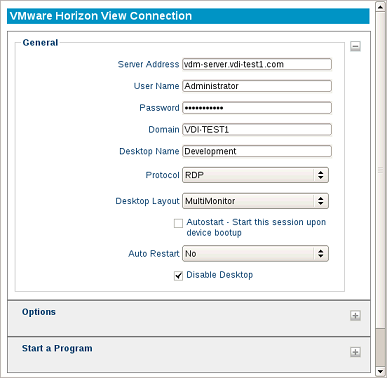 VMware Horizon View Connection
General
Server Address vdm-server.vdi-test1.com
User Name Administrator
Password •••••••••••
Domain VDI-TEST1
Desktop Name Development
Protocol RDP
Desktop Layout MultiMonitor
Autostart - Start this session upon
device bootup
Auto Restart No
Disable Desktop
Options
Start a Program